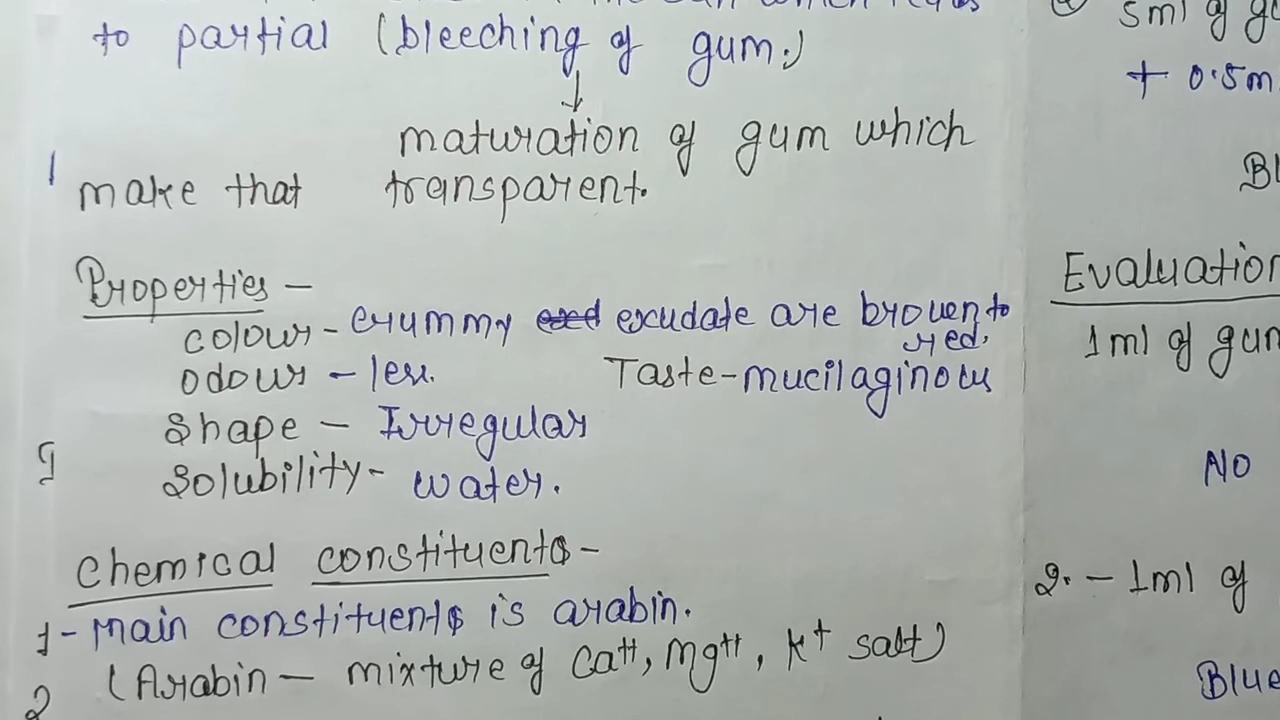 to partial (bleeching of gum.)
↓
maturation of gum which
make that transparent.
Properties -
colour - Grummy exudate are brown to
red.
odour - less. Taste - mucilaginous
Shape - Irregular
Solubility - water.
Chemical constituents -
1 - Main constituents is arabin.
(Arabin - mixture of Ca++, Mg++, K+ salt)
2
5ml of
+ 0.5m
Evaluation
1ml of gum
No
2. - 1ml of
Blue